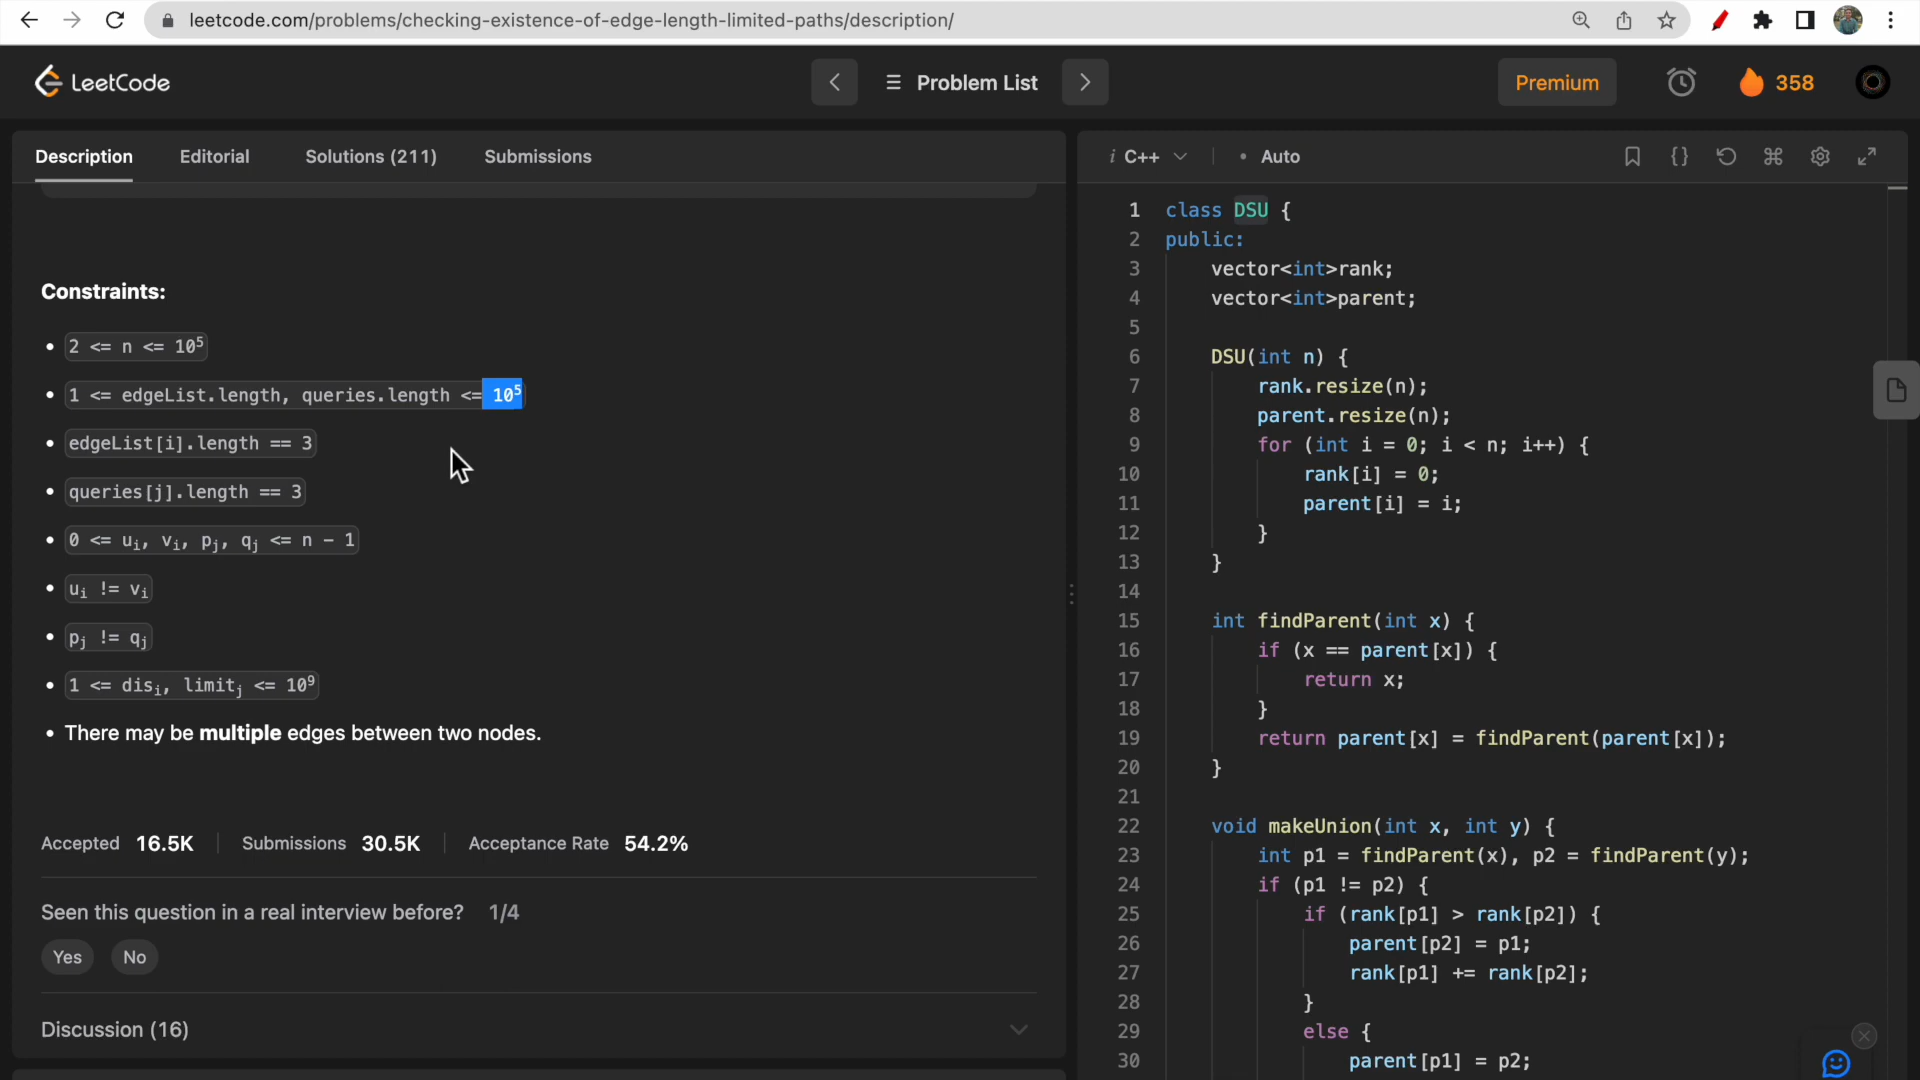 leetcode.com/problems/checking-existence-of-edge-length-limited-paths/description/
LeetCode
Problem List
Premium
358
Description
Editorial
Solutions (211)
Submissions
Constraints:
• 2 <= n <= 10⁵
• 1 <= edgeList.length, queries.length <= 10⁵
• edgeList[i].length == 3
• queries[j].length == 3
• 0 <= uᵢ, vᵢ, pⱼ, qⱼ <= n - 1
• uᵢ != vᵢ
• pⱼ != qⱼ
• 1 <= disᵢ, limitⱼ <= 10⁹
• There may be multiple edges between two nodes.
Accepted 16.5K Submissions 30.5K Acceptance Rate 54.2%
Seen this question in a real interview before? 1/4
Yes No
Discussion (16)
i C++ • Auto
1 class DSU {
2 public:
3 vector<int>rank;
4 vector<int>parent;
5
6 DSU(int n) {
7 rank.resize(n);
8 parent.resize(n);
9 for (int i = 0; i < n; i++) {
10 rank[i] = 0;
11 parent[i] = i;
12 }
13 }
14
15 int findParent(int x) {
16 if (x == parent[x]) {
17 return x;
18 }
19 return parent[x] = findParent(parent[x]);
20 }
21
22 void makeUnion(int x, int y) {
23 int p1 = findParent(x), p2 = findParent(y);
24 if (p1 != p2) {
25 if (rank[p1] > rank[p2]) {
26 parent[p2] = p1;
27 rank[p1] += rank[p2];
28 }
29 else {
30 parent[p1] = p2;